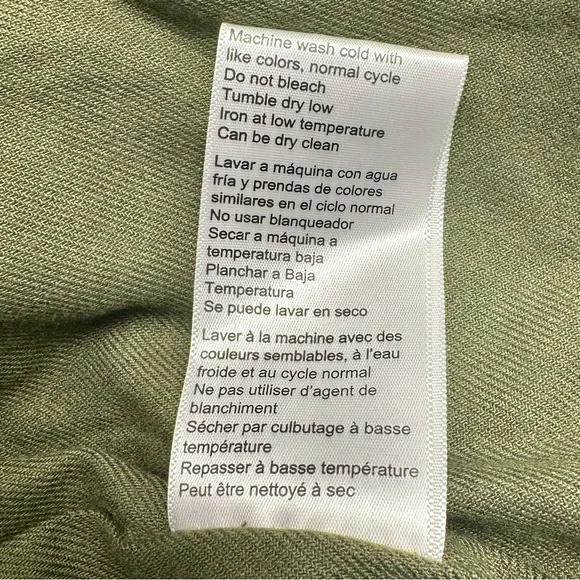 Machine wash cold with
like colors, normal cycle
Do not bleach
Tumble dry low
Iron at low temperature
Can be dry clean
Lavar a máquina con agua
fría y prendas de colores
similares en el ciclo normal
No usar blanqueador
Secar a máquina a
temperatura baja
Planchar a Baja
Temperatura
Se puede lavar en seco
Laver à la machine avec des
couleurs semblables, à l'eau
froide et au cycle normal
Ne pas utiliser d'agent de
blanchiment
Sécher par culbutage à basse
température
Repasser à basse température
Peut être nettoyé à sec